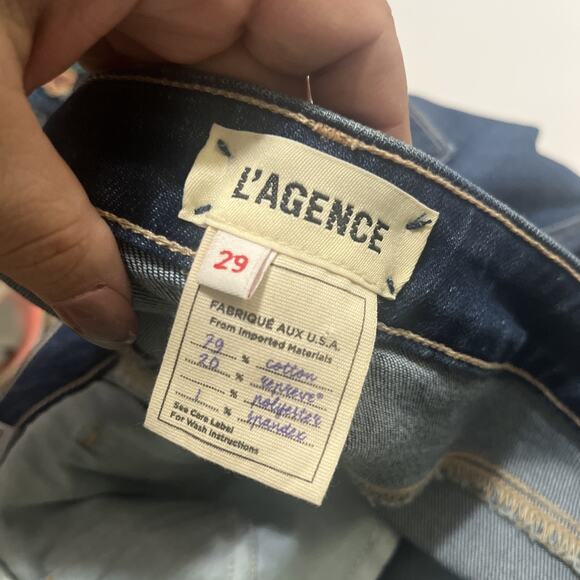 L'AGENCE
29
FABRIQUÉ AUX U.S.A.
From Imported Materials
79 % cotton
20 % repreve®
% polyester
1 % spandex
See Care Label
For Wash Instructions